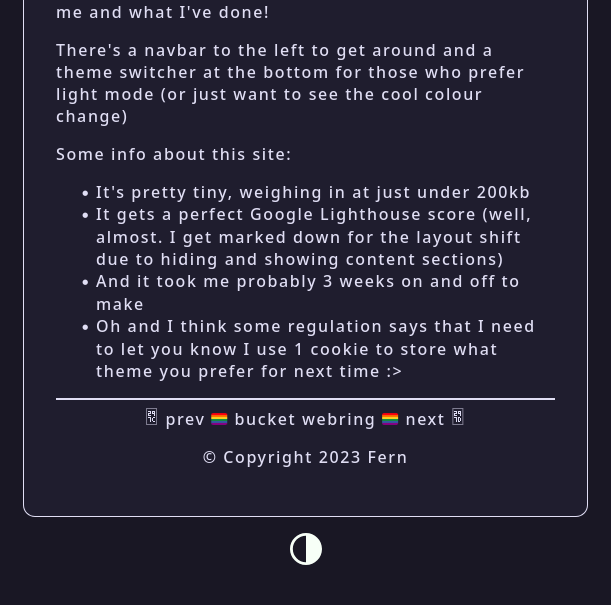 me and what I've done!
There's a navbar to the left to get around and a
theme switcher at the bottom for those who prefer
light mode (or just want to see the cool colour
change)
Some info about this site:
• It's pretty tiny, weighing in at just under 200kb
• It gets a perfect Google Lighthouse score (well,
almost. I get marked down for the layout shift
due to hiding and showing content sections)
• And it took me probably 3 weeks on and off to
make
• Oh and I think some regulation says that I need
to let you know I use 1 cookie to store what
theme you prefer for next time :>
⥼ prev 🏳️‍🌈 bucket webring 🏳️‍🌈 next ⥽
© Copyright 2023 Fern